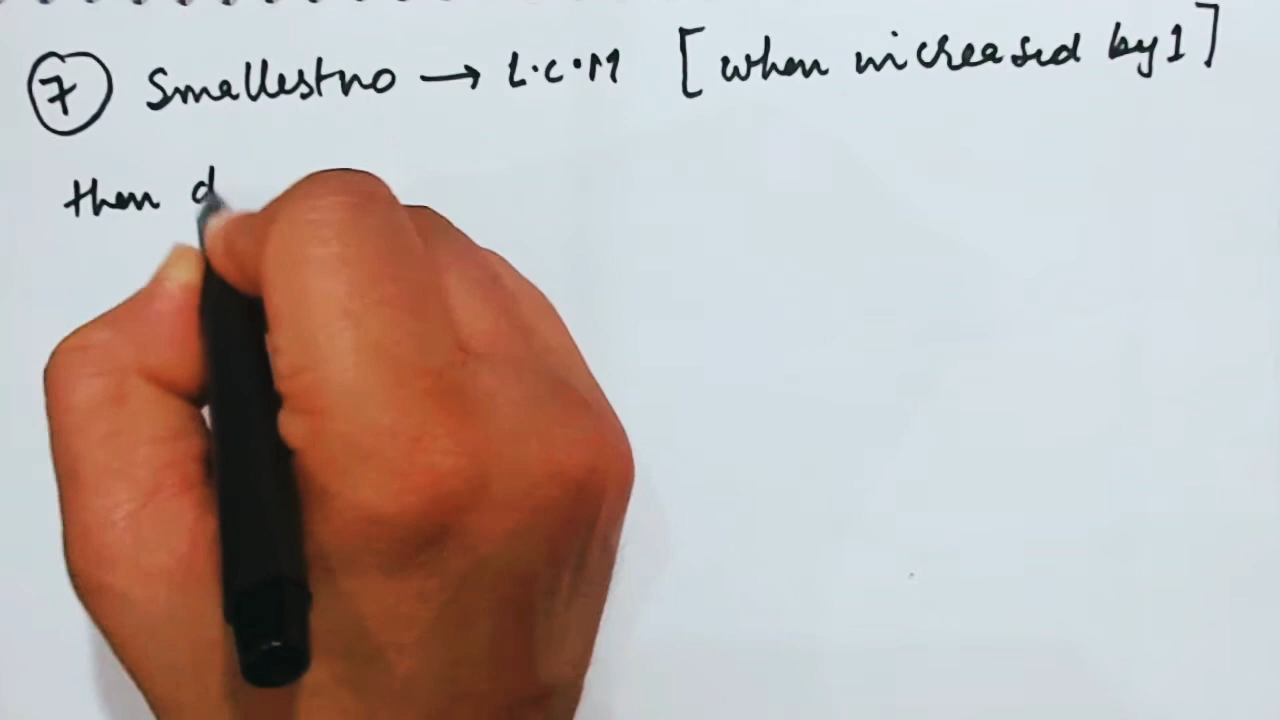 7 Smallest no → L.C.M [when increased by 1]
then d